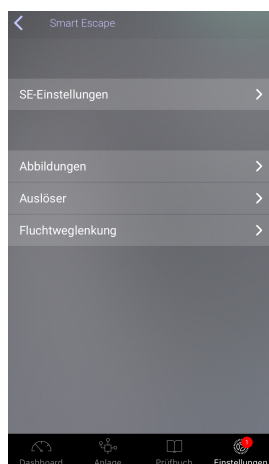 Smart Escape
SE-Einstellungen
Abbildungen
Auslöser
Fluchtweglenkung
1
Dashboard Anlage Prüfbuch Einstellungen